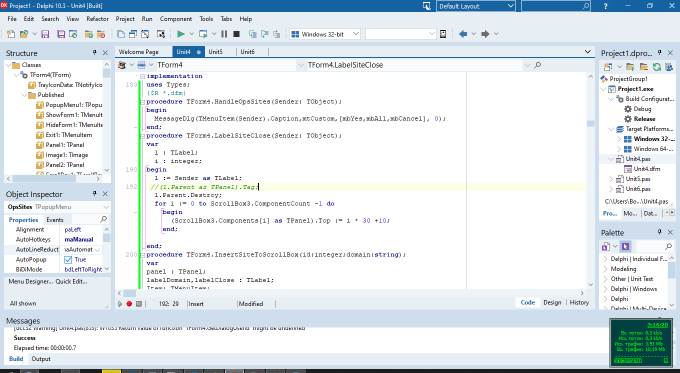 Project1 - Delphi 10.3 - Unit4 [Built]
Default Layout
File Edit Search View Refactor Project Run Component Tools Tabs Help
Windows 32-bit
Structure
Classes
TForm4(TForm)
TrayIconData: TNotifyIco
Published
PopupMenu1: TPopu
ShowForm1: TMenuIt
HideForm1: TMenuIte
Exit1: TMenuItem
Panel1: TPanel
Image1: TImage
Panel2: TPanel
Object Inspector
OpsSites TPopupMenu
Properties Events
Alignment paLeft
AutoHotkeys maManual
AutoLineReduct
AutoPopup True
BiDiMode bdLeftToRight
Menu Designer... Quick Edit...
All shown
Welcome Page Unit4 Unit5 Unit6
TForm4 TForm4.LabelSiteClose
implementation
uses Types;
{$R *.dfm}
procedure TForm4.HandleOpsSites(Sender: TObject);
begin
MessageDlg(TMenuItem(Sender).Caption,mtCustom,[mbYes,mbAll,mbCancel], 0);
end;
procedure TForm4.LabelSiteClose(Sender: TObject);
var
l : TLabel;
i : integer;
190
begin
l := Sender as TLabel;
192 //(l.Parent as TPanel).Tag;
l.Parent.Destroy;
for i := 0 to ScrollBox3.ComponentCount -1 do
begin
(ScrollBox3.Components[i] as TPanel).Top := i * 30 +10;
end;
end;
200 procedure TForm4.InsertSiteToScrollBox(id:integer;domain:string);
var
panel : TPanel;
labelDomain,labelClose : TLabel;
Item: TMenuItem;
192: 29 Insert Modified Code Design History
Project1.dpro...
ProjectGroup1
Project1.exe
Build Configurat...
Debug
Release
Target Platforms...
Windows 32-...
Windows 64-...
Unit4.pas
Unit4.dfm
Unit5.pas
Unit6.pas
C:\Users\Bo...\Unit4.pas
Pro... Mo... Dat...
Palette
Delphi | Individual F
Modeling
Other | Unit Test
Delphi | Windows
Delphi
Delphi | Multi-Device
Messages
Success
Elapsed time: 00:00:00.7
Build Output